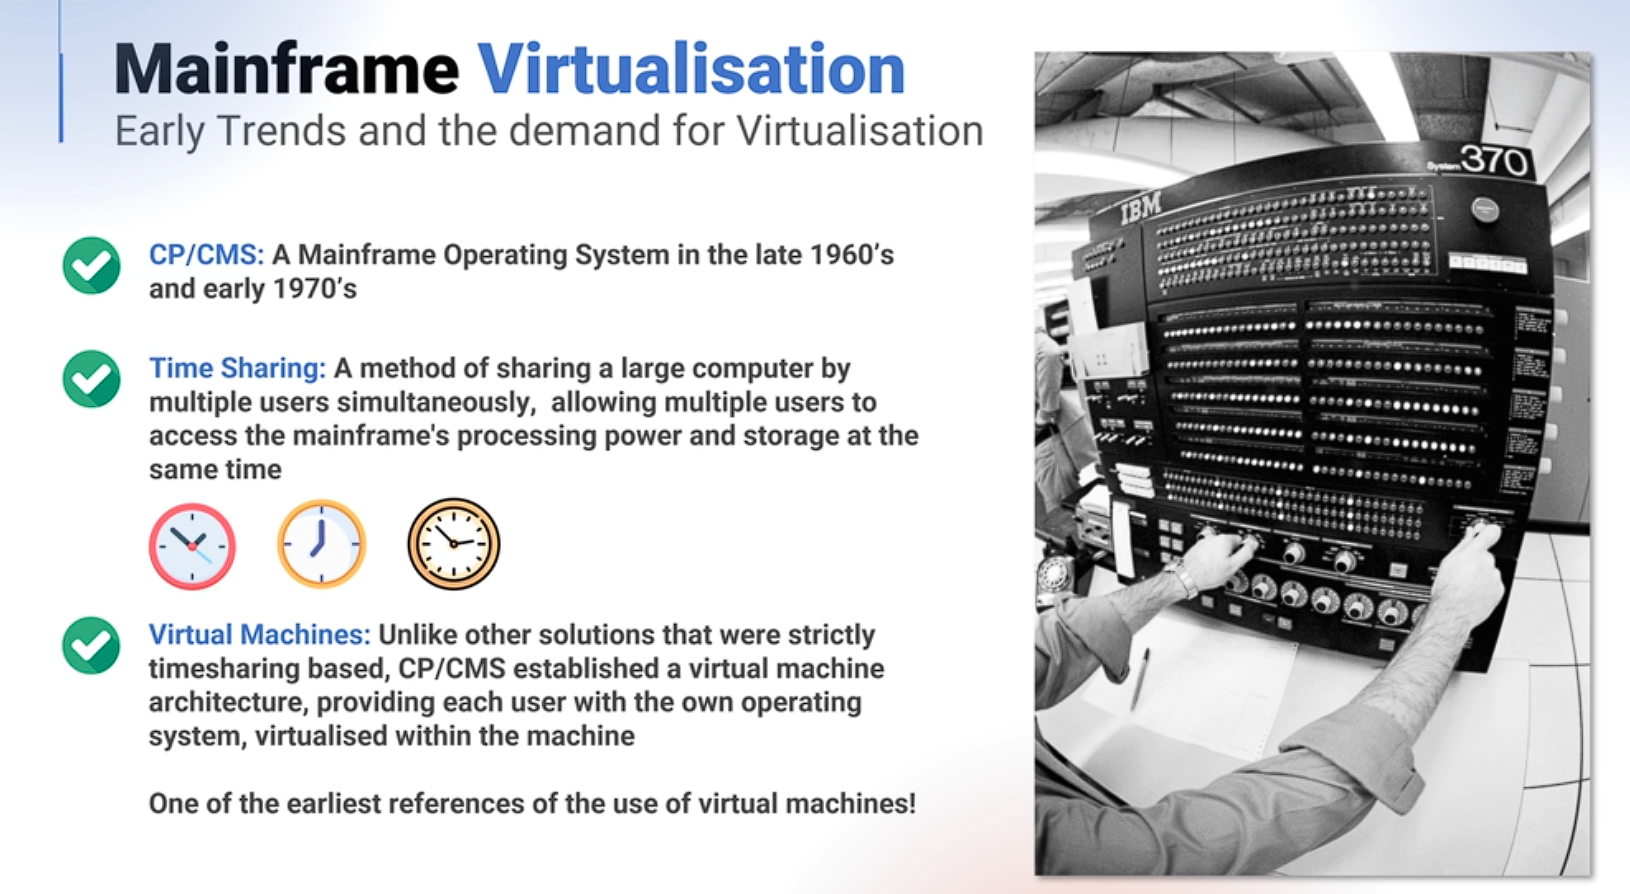 Mainframe Virtualisation
Early Trends and the demand for Virtualisation
CP/CMS: A Mainframe Operating System in the late 1960’s
and early 1970’s
Time Sharing: A method of sharing a large computer by
multiple users simultaneously,  allowing multiple users to
access the mainframe's processing power and storage at the
same time
Virtual Machines: Unlike other solutions that were strictly
timesharing based, CP/CMS established a virtual machine
architecture, providing each user with the own operating
system, virtualised within the machine
One of the earliest references of the use of virtual machines!
System 370
IBM